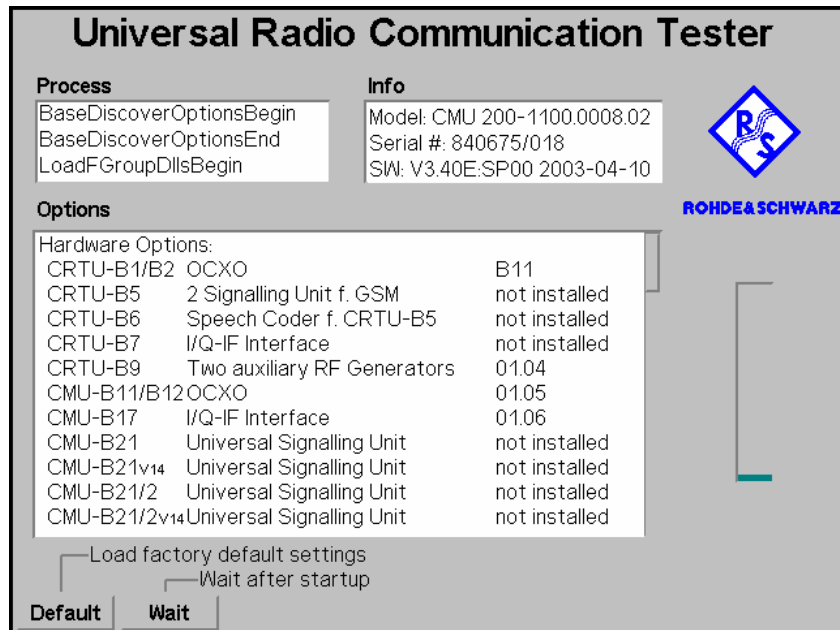 Universal Radio Communication Tester
Process
BaseDiscoverOptionsBegin
BaseDiscoverOptionsEnd
LoadFGroupDllsBegin
Info
Model: CMU 200-1100.0008.02
Serial #: 840675/018
SW: V3.40E:SP00 2003-04-10
R S
ROHDE&SCHWARZ
Options
Hardware Options:
CRTU-B1/B2 OCXO B11
CRTU-B5 2 Signalling Unit f. GSM not installed
CRTU-B6 Speech Coder f. CRTU-B5 not installed
CRTU-B7 I/Q-IF Interface not installed
CRTU-B9 Two auxiliary RF Generators 01.04
CMU-B11/B12 OCXO 01.05
CMU-B17 I/Q-IF Interface 01.06
CMU-B21 Universal Signalling Unit not installed
CMU-B21v14 Universal Signalling Unit not installed
CMU-B21/2 Universal Signalling Unit not installed
CMU-B21/2v14 Universal Signalling Unit not installed
Load factory default settings
Wait after startup
Default Wait